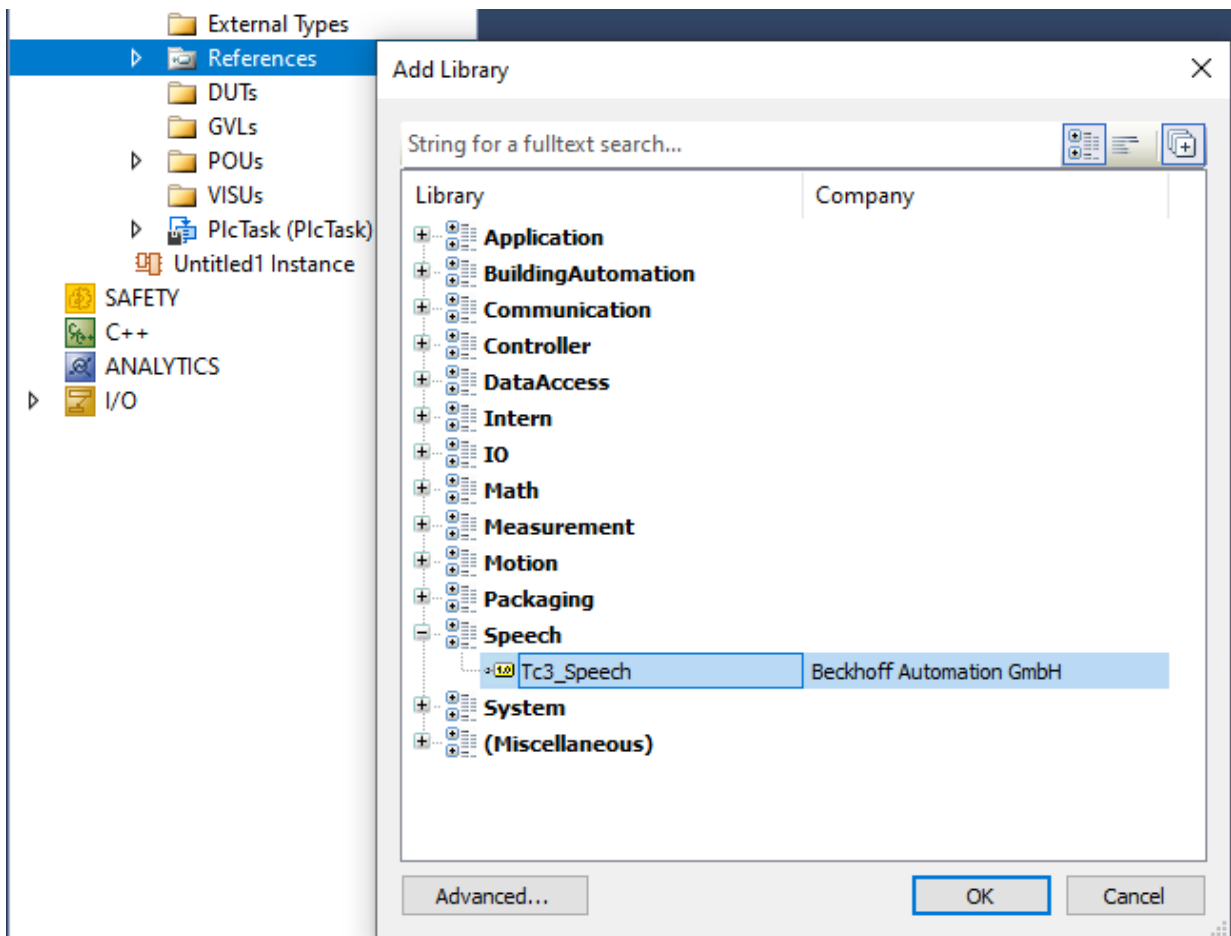 External Types
References
DUTs
GVLs
POUs
VISUs
PlcTask (PlcTask)
Untitled1 Instance
SAFETY
C++
ANALYTICS
I/O
Add Library
String for a fulltext search...
Library Company
Application
BuildingAutomation
Communication
Controller
DataAccess
Intern
IO
Math
Measurement
Motion
Packaging
Speech
Tc3_Speech Beckhoff Automation GmbH
System
(Miscellaneous)
Advanced... OK Cancel